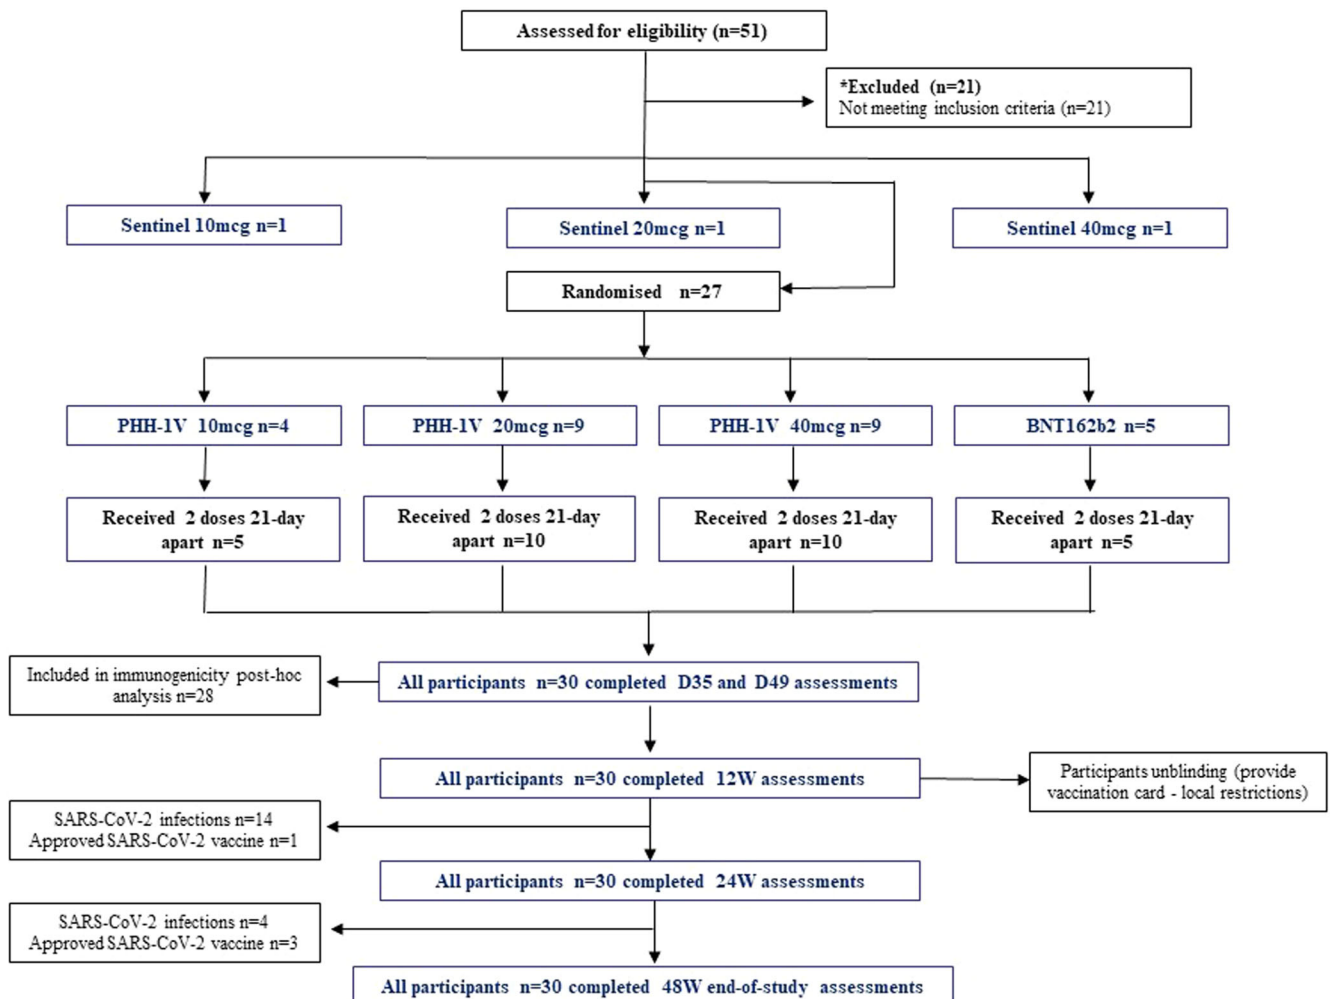 Assessed for eligibility (n=51)
*Excluded (n=21)
Not meeting inclusion criteria (n=21)
Sentinel 10mcg n=1
Sentinel 20mcg n=1
Sentinel 40mcg n=1
Randomised n=27
PHH-1V 10mcg n=4
PHH-1V 20mcg n=9
PHH-1V 40mcg n=9
BNT162b2 n=5
Received 2 doses 21-day
apart n=5
Received 2 doses 21-day
apart n=10
Received 2 doses 21-day
apart n=10
Received 2 doses 21-day
apart n=5
Included in immunogenicity post-hoc
analysis n=28
All participants n=30 completed D35 and D49 assessments
All participants n=30 completed 12W assessments
Participants unblinding (provide
vaccination card - local restrictions)
SARS-CoV-2 infections n=14
Approved SARS-CoV-2 vaccine n=1
All participants n=30 completed 24W assessments
SARS-CoV-2 infections n=4
Approved SARS-CoV-2 vaccine n=3
All participants n=30 completed 48W end-of-study assessments